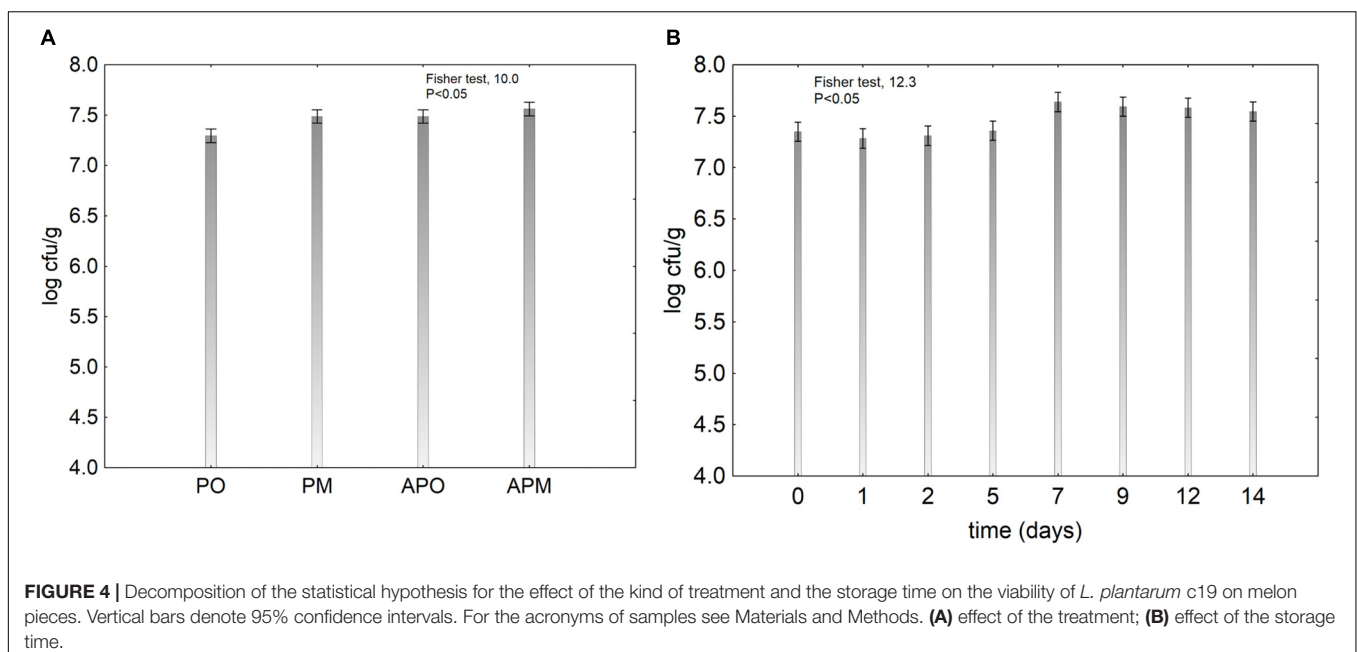 A
8.0
7.5
7.0
6.5
6.0
5.5
5.0
4.5
4.0
log cfu/g
Fisher test, 10.0
P<0.05
PO PM APO APM
B
8.0
7.5
7.0
6.5
6.0
5.5
5.0
4.5
4.0
log cfu/g
Fisher test, 12.3
P<0.05
0 1 2 5 7 9 12 14
time (days)
FIGURE 4 | Decomposition of the statistical hypothesis for the effect of the kind of treatment and the storage time on the viability of L. plantarum c19 on melon
pieces. Vertical bars denote 95% confidence intervals. For the acronyms of samples see Materials and Methods. (A) effect of the treatment; (B) effect of the storage
time.